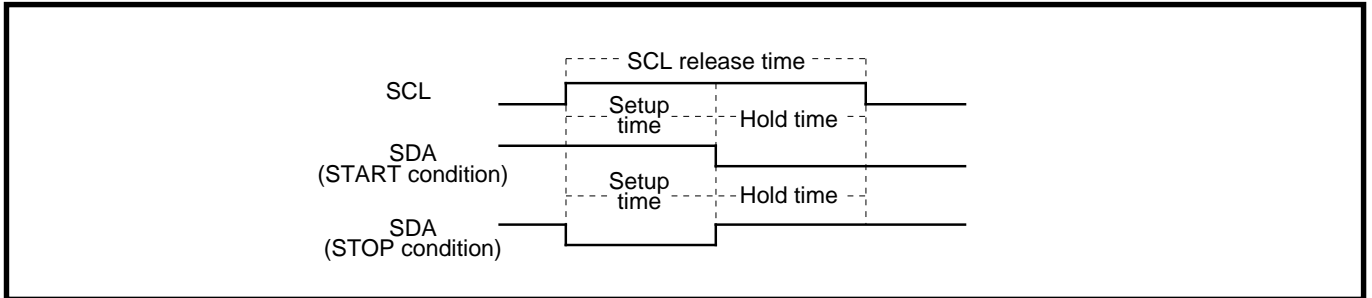 SCL release time
SCL
Setup
time
Hold time
SDA
(START condition)
Setup
time
Hold time
SDA
(STOP condition)